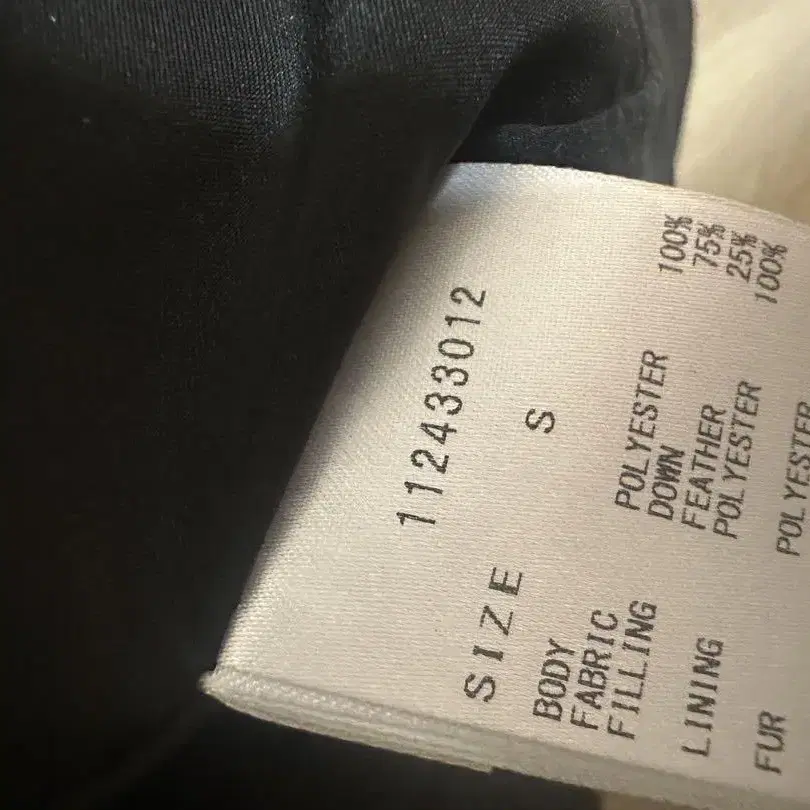 112433012
SIZE S
BODY
FABRIC POLYESTER 100%
FILLING DOWN 75%
FEATHER 25%
LINING POLYESTER 100%
FUR POLYESTER